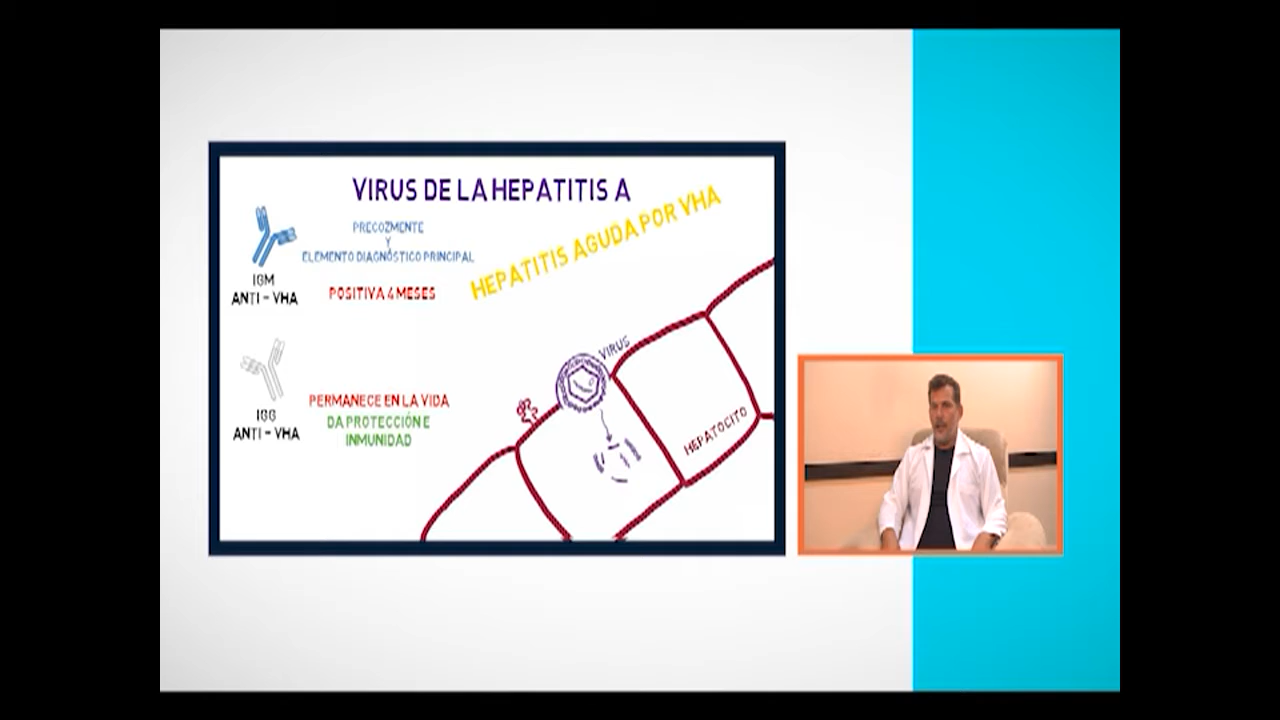 VIRUS DE LA HEPATITIS A
HEPATITIS AGUDA POR VHA
PRECOZMENTE
Y
ELEMENTO DIAGNÓSTICO PRINCIPAL
IGM
ANTI - VHA
POSITIVA 4 MESES
VIRUS
IGG
ANTI - VHA
PERMANECE EN LA VIDA
DA PROTECCIÓN E
INMUNIDAD
HEPATOCITO